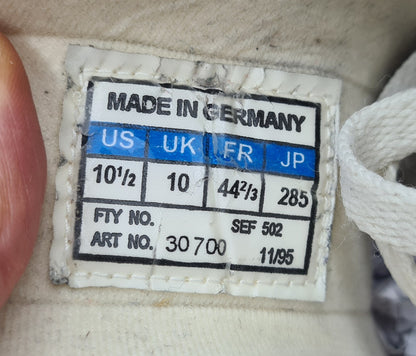 MADE IN GERMANY
US UK FR JP
10½ 10 44⅔ 285
FTY NO. SEF 502
ART NO. 30700 11/95